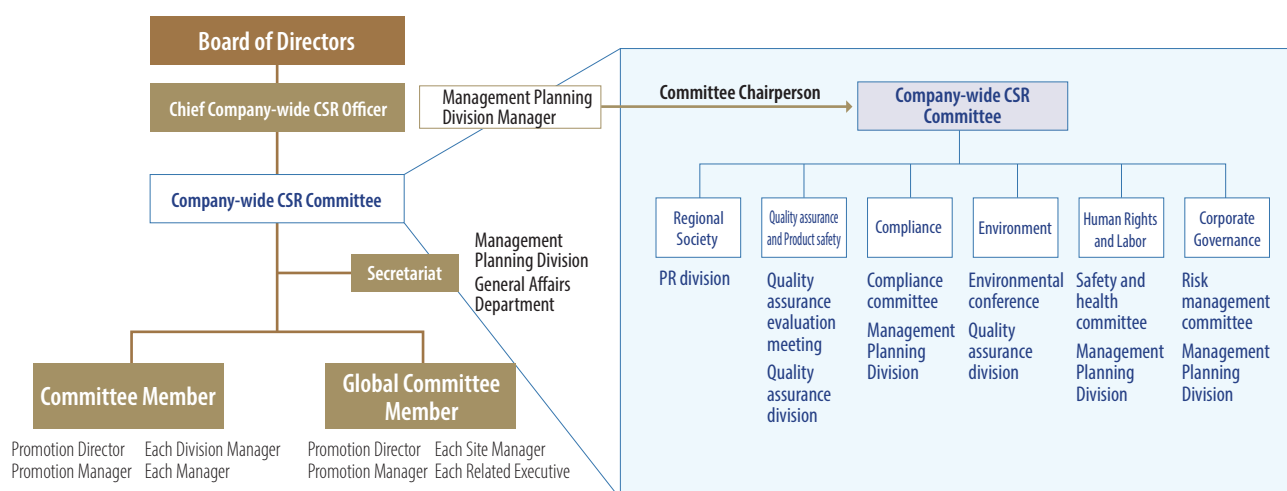 Board of Directors
Chief Company-wide CSR Officer
Management Planning
Division Manager
Committee Chairperson
Company-wide CSR
Committee
Company-wide CSR Committee
Secretariat
Management
Planning Division
General Affairs
Department
Committee Member
Promotion Director Each Division Manager
Promotion Manager Each Manager
Global Committee
Member
Promotion Director Each Site Manager
Promotion Manager Each Related Executive
Regional
Society
PR division
Quality assurance
and Product safety
Quality
assurance
evaluation
meeting
Quality
assurance
division
Compliance
Compliance
committee
Management
Planning
Division
Environment
Environmental
conference
Quality
assurance
division
Human Rights
and Labor
Safety and
health
committee
Management
Planning
Division
Corporate
Governance
Risk
management
committee
Management
Planning
Division